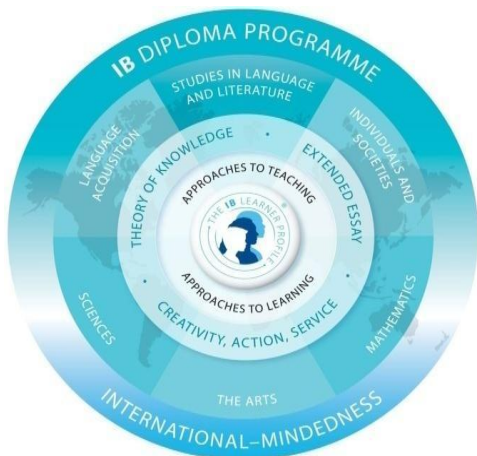 IB DIPLOMA PROGRAMME
STUDIES IN LANGUAGE
AND LITERATURE
LANGUAGE
ACQUISITION
INDIVIDUALS AND
SOCIETIES
THEORY OF KNOWLEDGE
EXTENDED ESSAY
APPROACHES TO TEACHING
THE IB LEARNER PROFILE
®
APPROACHES TO LEARNING
CREATIVITY, ACTION, SERVICE
SCIENCES
MATHEMATICS
THE ARTS
INTERNATIONAL–MINDEDNESS